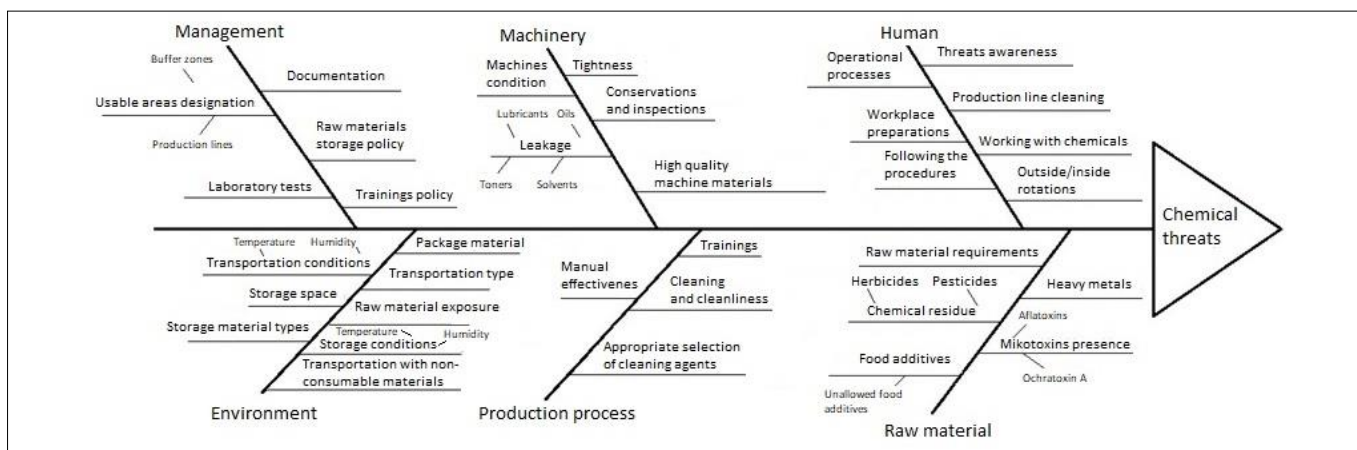 Management
Buffer zones
Documentation
Usable areas designation
Production lines
Raw materials
storage policy
Laboratory tests
Trainings policy
Machinery
Machines
condition
Tightness
Conservations
and inspections
Lubricants
Oils
Leakage
Toners
Solvents
High quality
machine materials
Human
Operational
processes
Threats awareness
Production line cleaning
Workplace
preparations
Working with chemicals
Following the
procedures
Outside/inside
rotations
Chemical
threats
Temperature
Humidity
Transportation conditions
Package material
Transportation type
Storage space
Raw material exposure
Storage material types
Temperature
Humidity
Storage conditions
Transportation with non-
consumable materials
Environment
Trainings
Manual
effectivenes
Cleaning
and cleanliness
Appropriate selection
of cleaning agents
Production process
Raw material requirements
Herbicides
Pesticides
Chemical residue
Heavy metals
Aflatoxins
Mikotoxins presence
Ochratoxin A
Food additives
Unallowed food
additives
Raw material